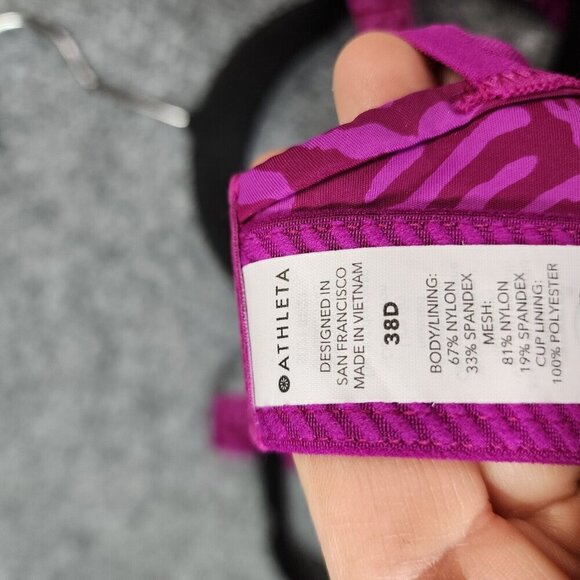 ATHLETA
DESIGNED IN
SAN FRANCISCO
MADE IN VIETNAM
38D
BODY/LINING:
67% NYLON
33% SPANDEX
MESH:
81% NYLON
19% SPANDEX
CUP LINING:
100% POLYESTER